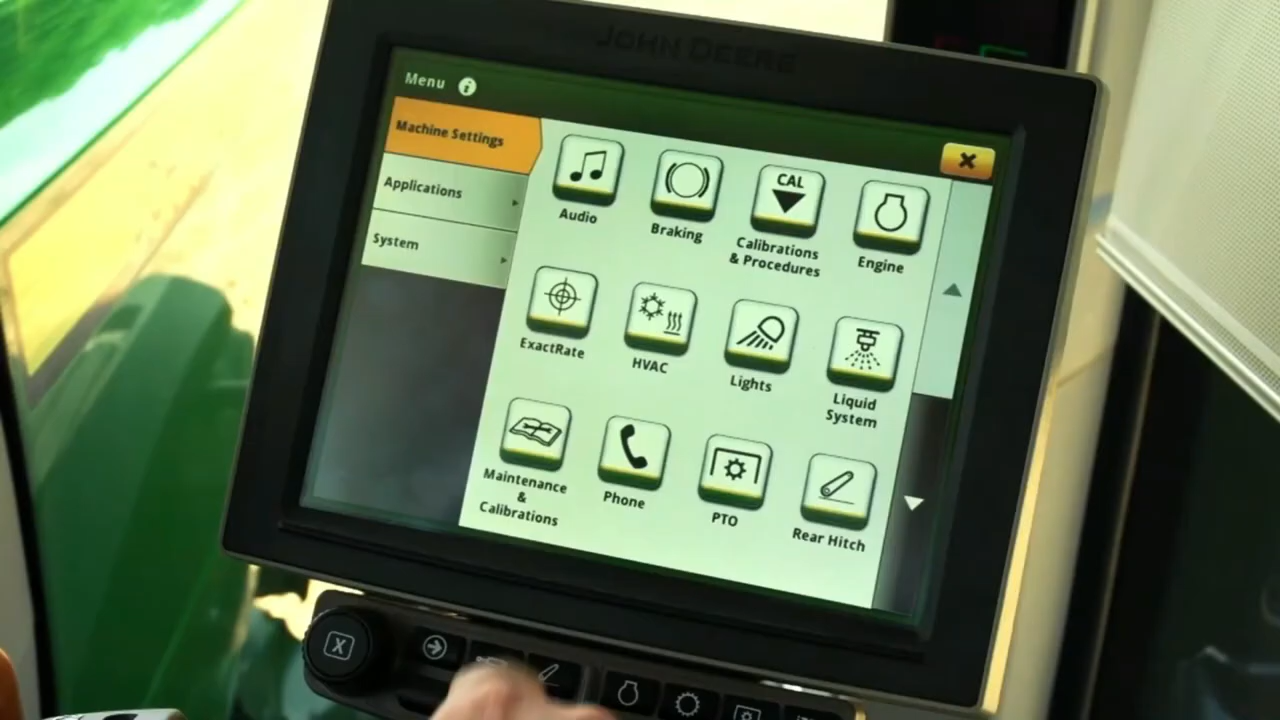 JOHN DEERE
Menu
Machine Settings
Applications
System
Audio
Braking
CAL
Calibrations
& Procedures
Engine
ExactRate
HVAC
Lights
Liquid
System
Maintenance
&
Calibrations
Phone
PTO
Rear Hitch
X